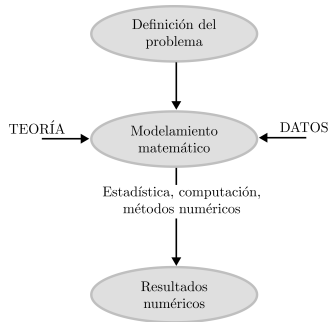 Definición del
problema
TEORÍA
DATOS
Modelamiento
matemático
Estadística, computación,
métodos numéricos
Resultados
numéricos